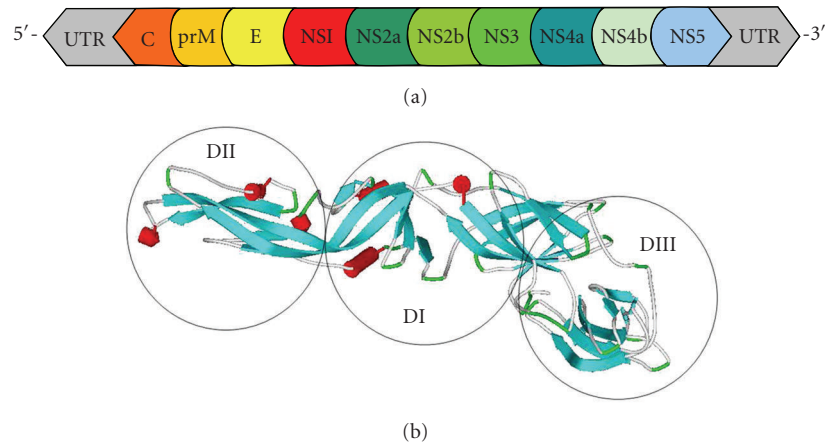 5′- UTR C prM E NSI NS2a NS2b NS3 NS4a NS4b NS5 UTR -3′
(a)
DII
DIII
DI
(b)